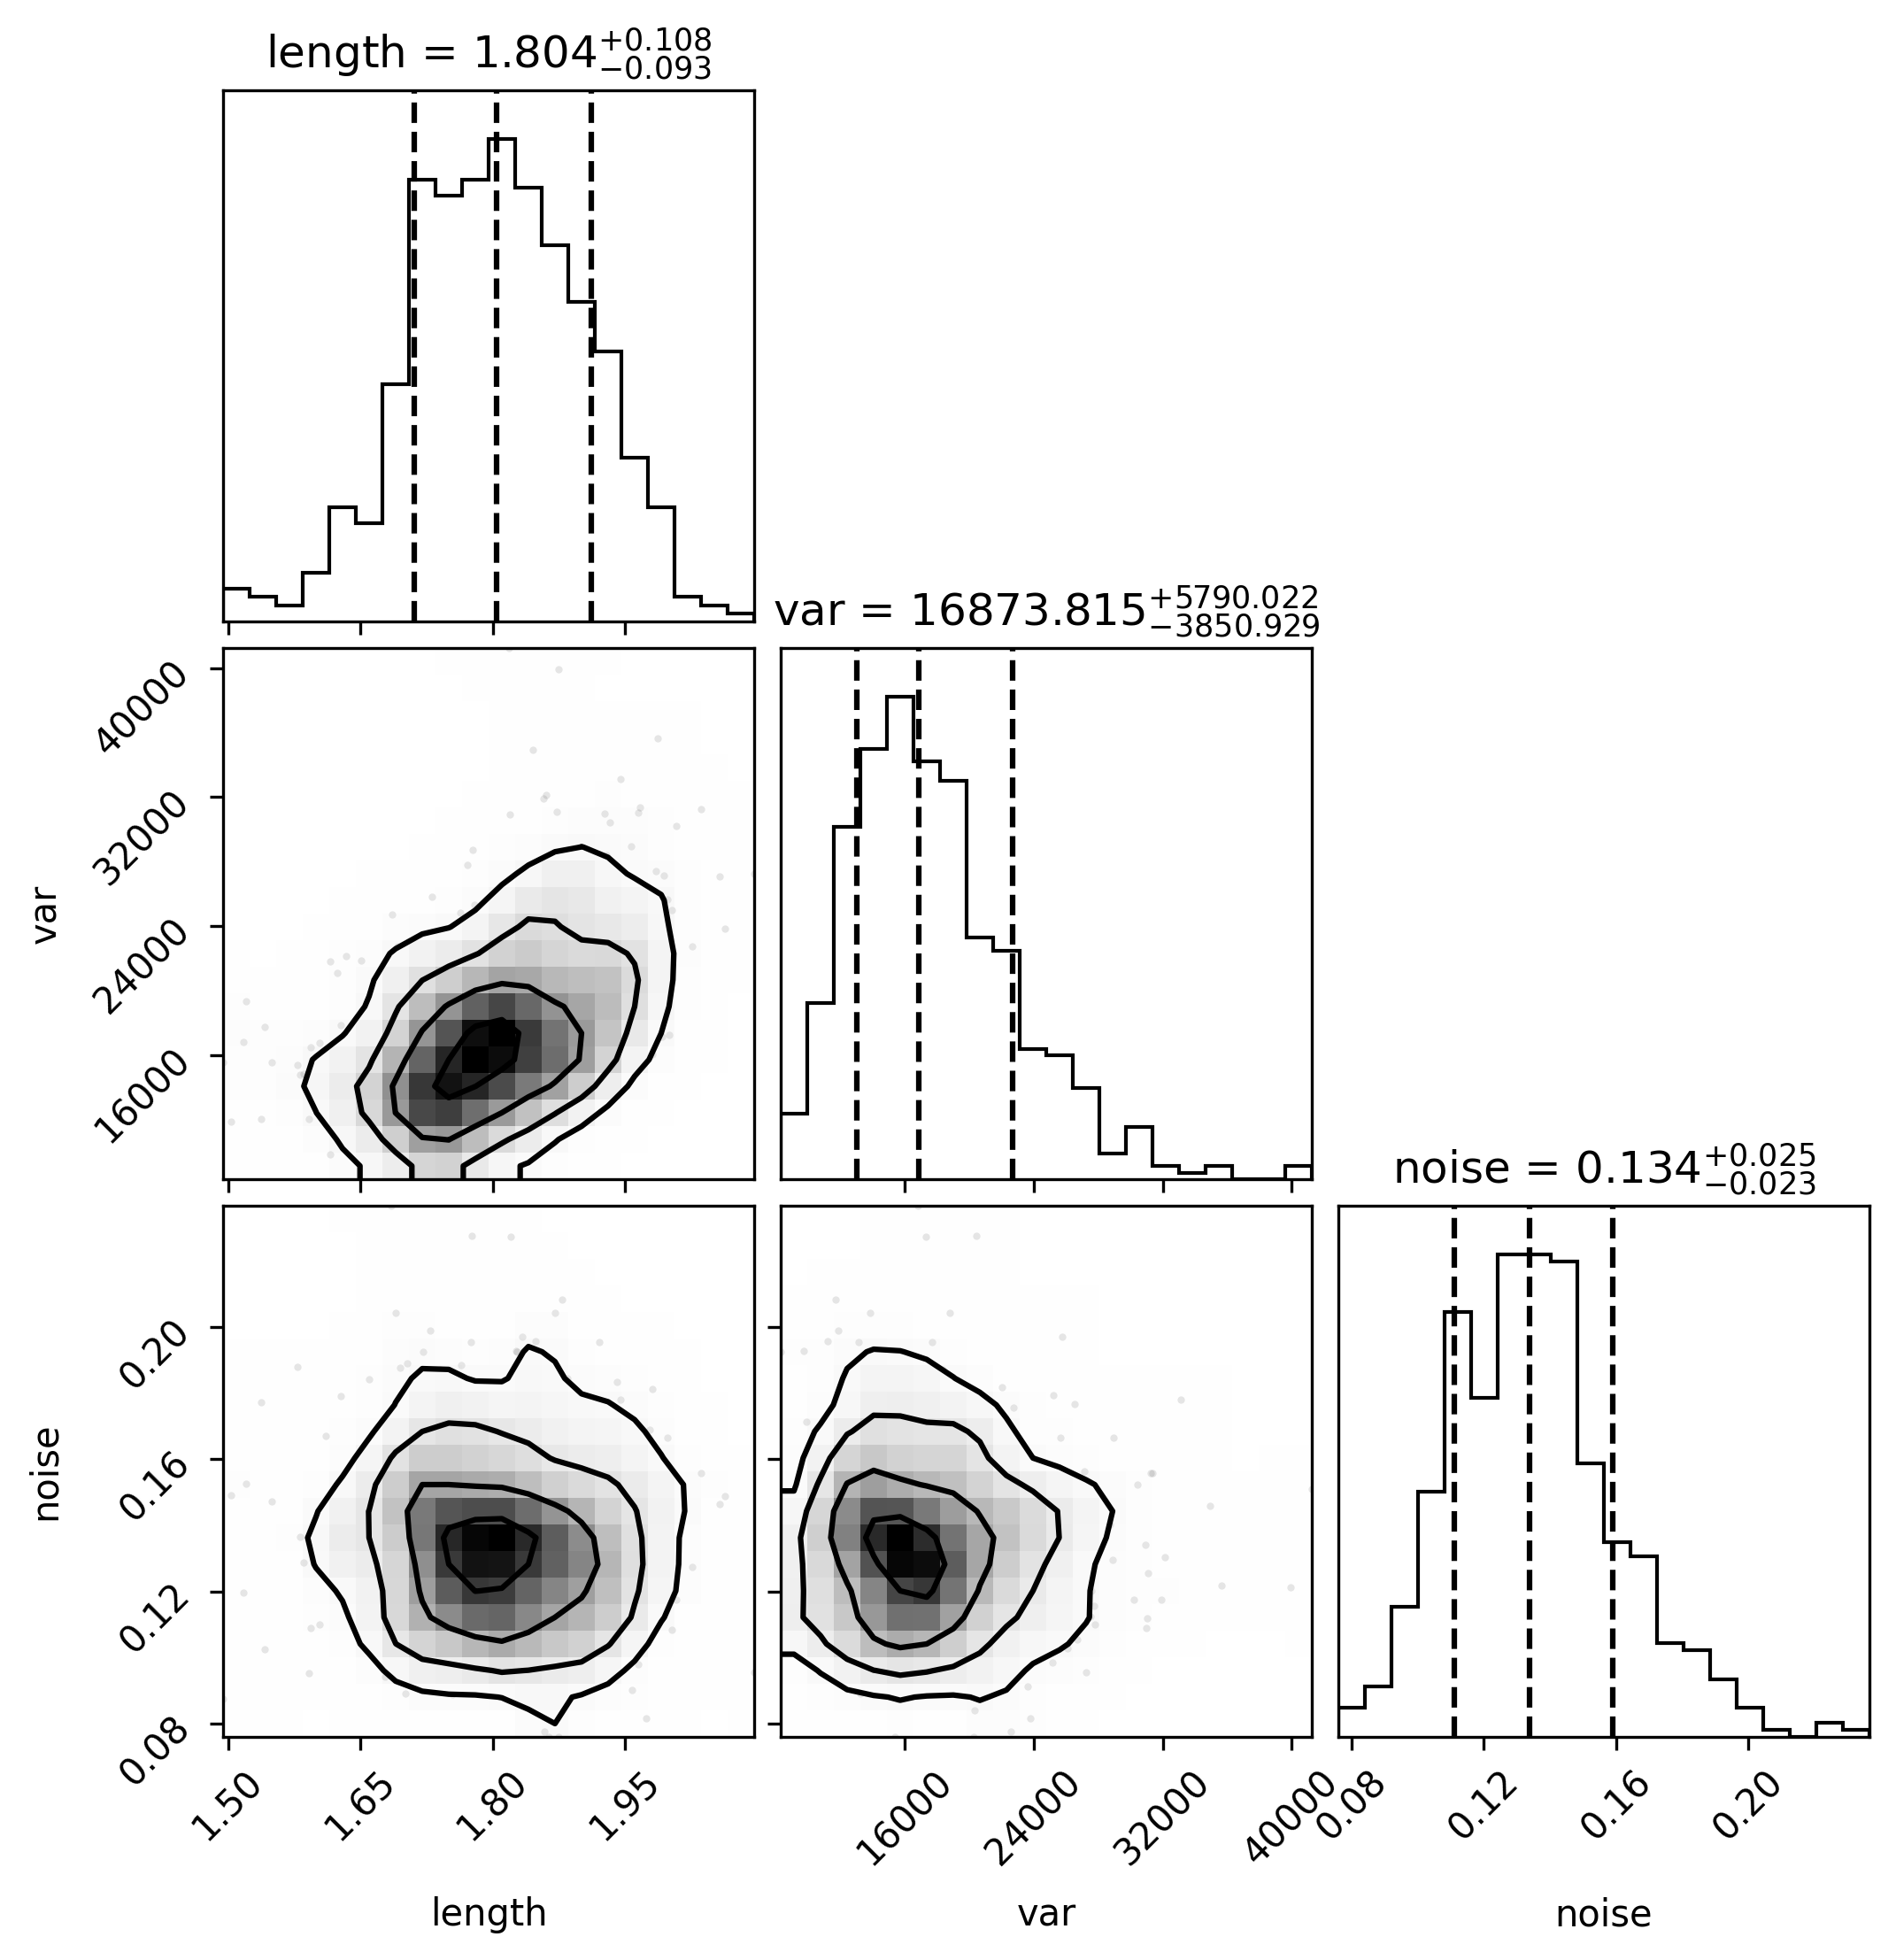 length = 1.804+0.108−0.093
var = 16873.815+5790.022−3850.929
40000
32000
24000
16000
var
noise = 0.134+0.025−0.023
0.20
0.16
0.12
0.08
noise
1.50 1.65 1.80 1.95 16000 24000 32000 40000 0.08 0.12 0.16 0.20
length var noise